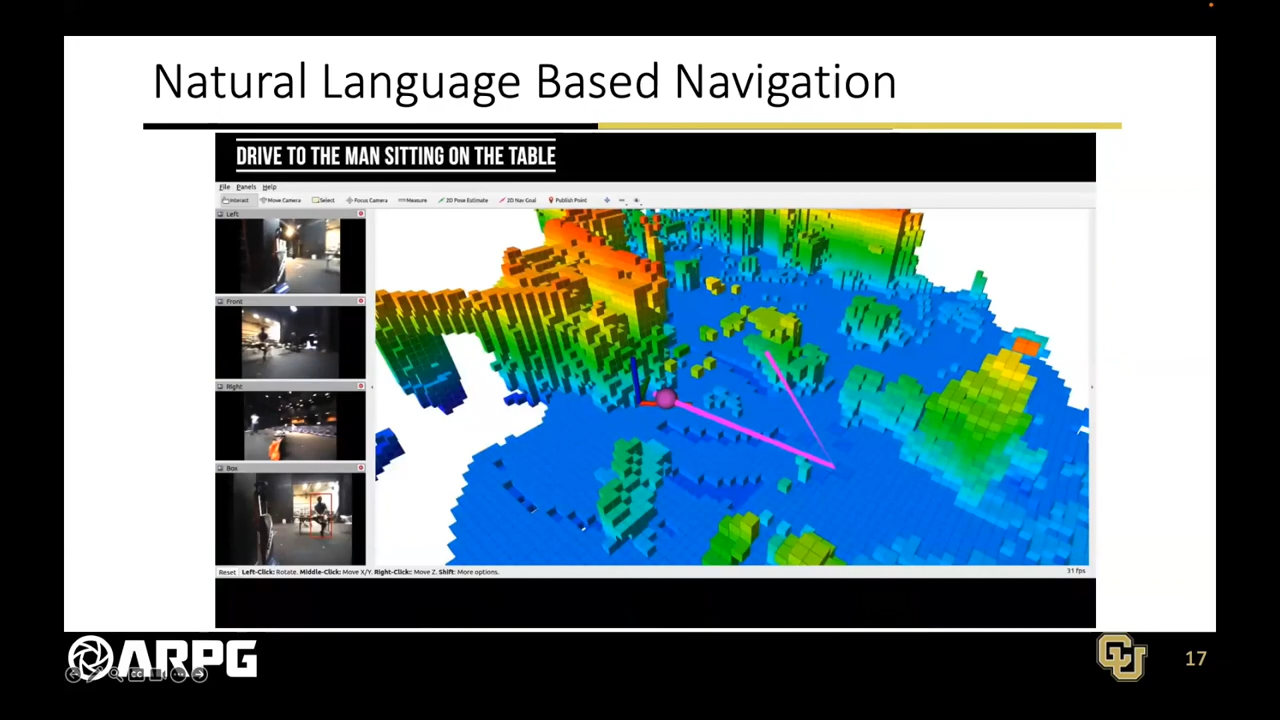 Natural Language Based Navigation
DRIVE TO THE MAN SITTING ON THE TABLE
File Panels Help
Interact Move Camera Select Focus Camera Measure 2D Pose Estimate 2D Nav Goal Publish Point
Left
Front
Right
Box
Reset Left-Click: Rotate. Middle-Click: Move X/Y. Right-Click:: Move Z. Shift: More options.
31 fps
ARPG
CU
17